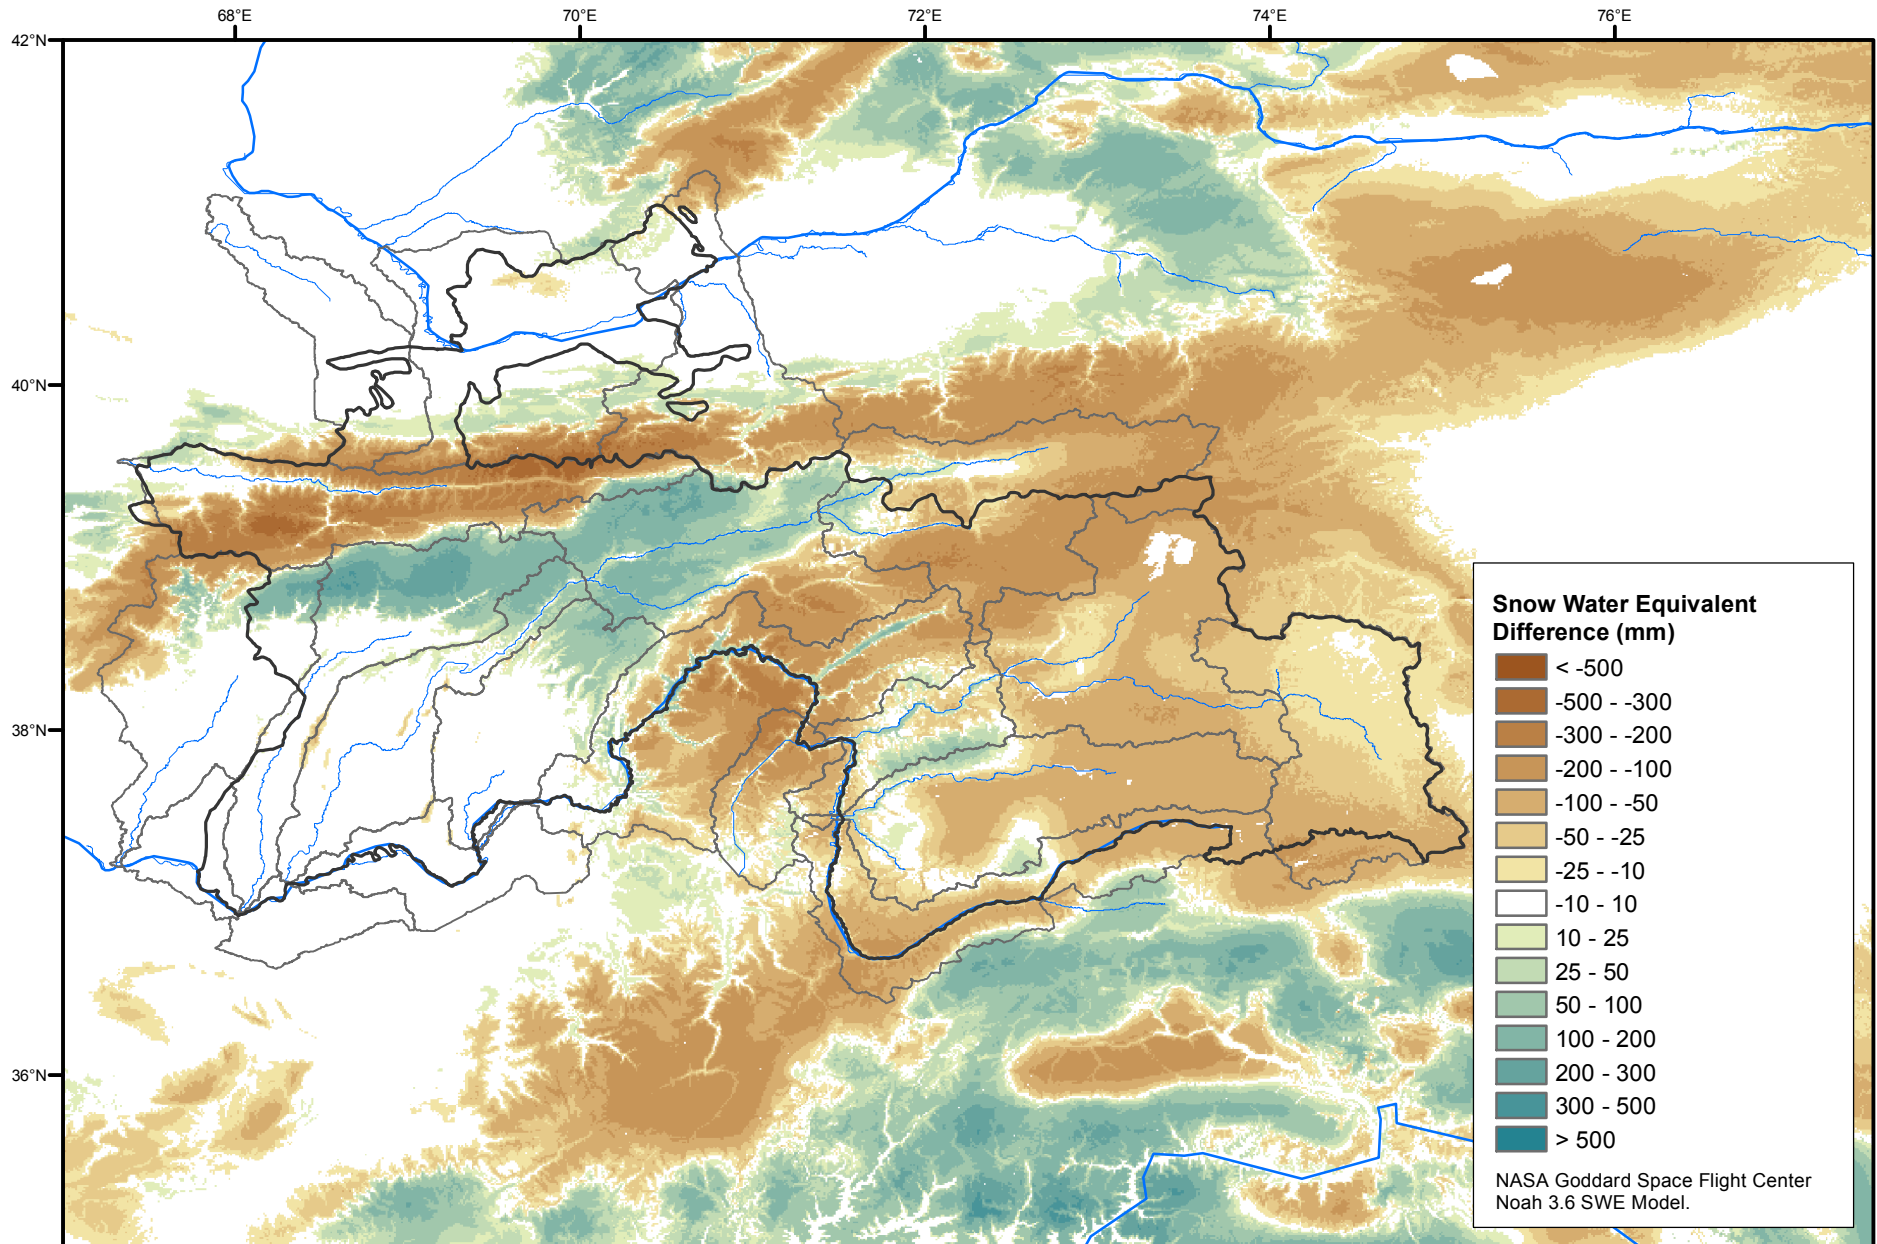 68°E
70°E
72°E
74°E
76°E
42°N
40°N
38°N
36°N
Snow Water Equivalent
Difference (mm)
< -500
-500 - -300
-300 - -200
-200 - -100
-100 - -50
-50 - -25
-25 - -10
-10 - 10
10 - 25
25 - 50
50 - 100
100 - 200
200 - 300
300 - 500
> 500
NASA Goddard Space Flight Center
Noah 3.6 SWE Model.